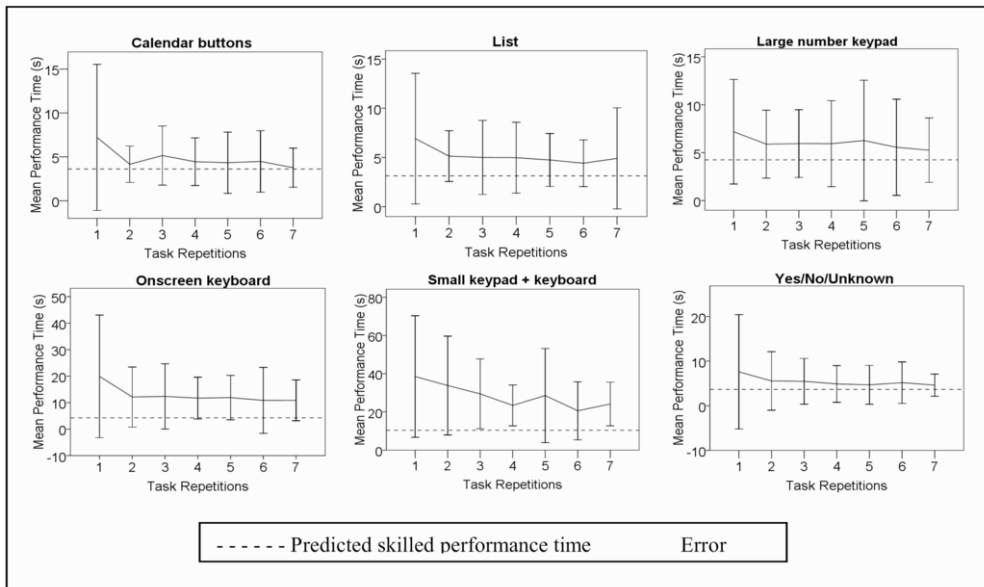 Calendar buttons
Mean Performance Time (s)
15
10
5
0
1 2 3 4 5 6 7
Task Repetitions
List
Mean Performance Time (s)
15
10
5
0
1 2 3 4 5 6 7
Task Repetitions
Large number keypad
Mean Performance Time (s)
15
10
5
0
1 2 3 4 5 6 7
Task Repetitions
Onscreen keyboard
Mean Performance Time (s)
50
40
30
20
10
0
-10
1 2 3 4 5 6 7
Task Repetitions
Small keypad + keyboard
Mean Performance Time (s)
80
60
40
20
0
1 2 3 4 5 6 7
Task Repetitions
Yes/No/Unknown
Mean Performance Time (s)
20
10
0
-10
1 2 3 4 5 6 7
Task Repetitions
Predicted skilled performance time Error